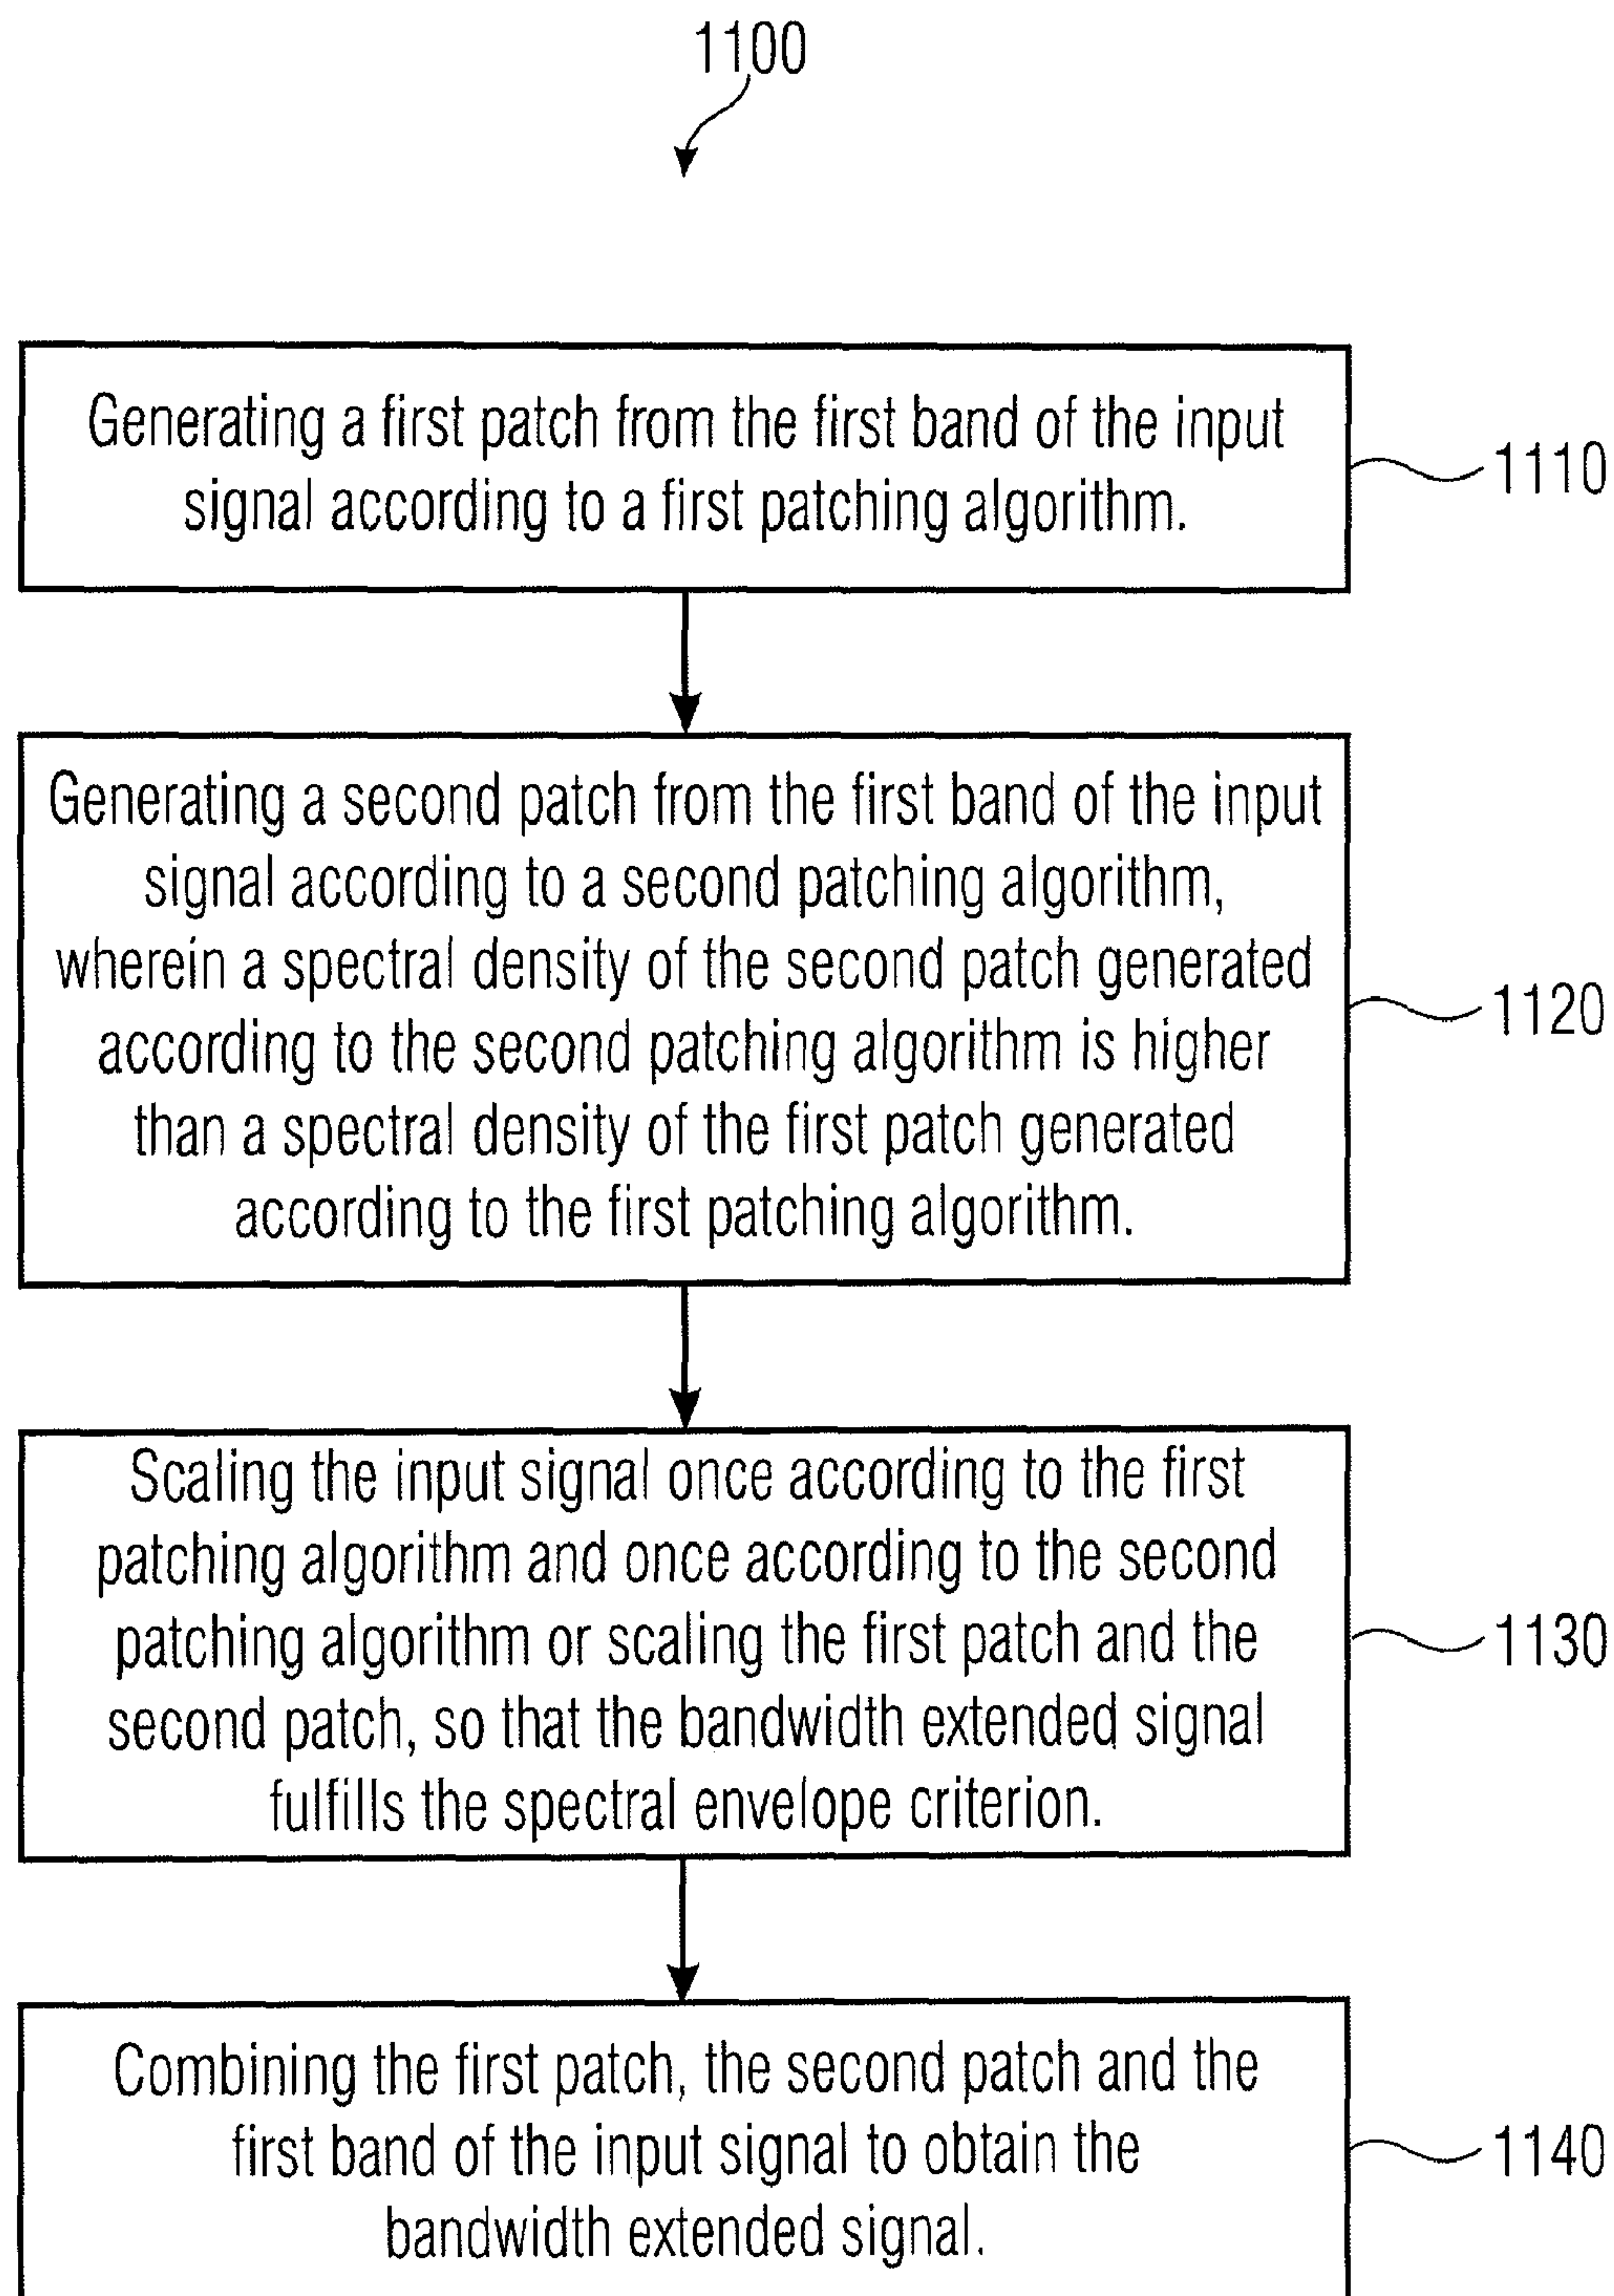 1100
Generating a first patch from the first band of the input
signal according to a first patching algorithm.
1110
Generating a second patch from the first band of the input
signal according to a second patching algorithm,
wherein a spectral density of the second patch generated
according to the second patching algorithm is higher
than a spectral density of the first patch generated
according to the first patching algorithm.
1120
Scaling the input signal once according to the first
patching algorithm and once according to the second
patching algorithm or scaling the first patch and the
second patch, so that the bandwidth extended signal
fulfills the spectral envelope criterion.
1130
Combining the first patch, the second patch and the
first band of the input signal to obtain the
bandwidth extended signal.
1140